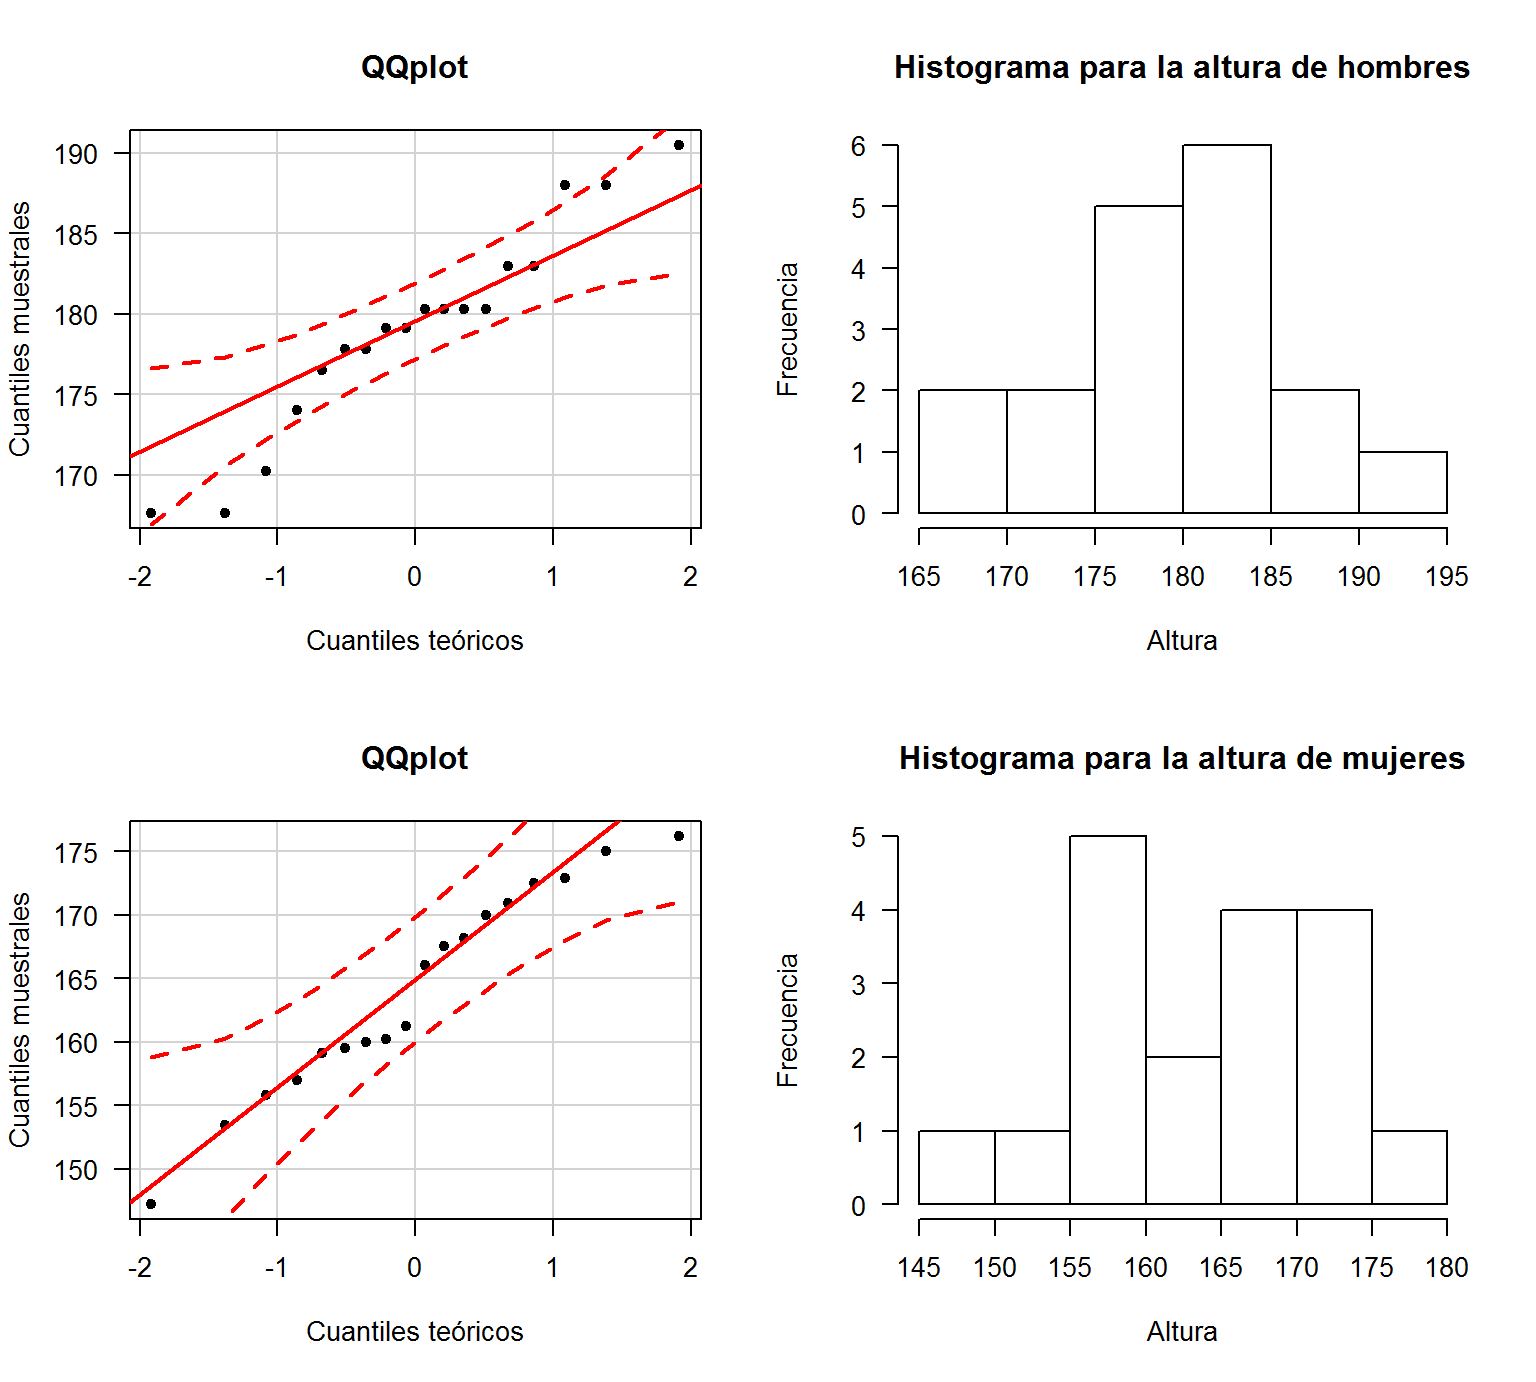 QQplot
Cuantiles muestrales
190
185
180
175
170
-2 -1 0 1 2
Cuantiles teóricos
Histograma para la altura de hombres
Frecuencia
6
5
4
3
2
1
0
165 170 175 180 185 190 195
Altura
QQplot
Cuantiles muestrales
175
170
165
160
155
150
-2 -1 0 1 2
Cuantiles teóricos
Histograma para la altura de mujeres
Frecuencia
5
4
3
2
1
0
145 150 155 160 165 170 175 180
Altura